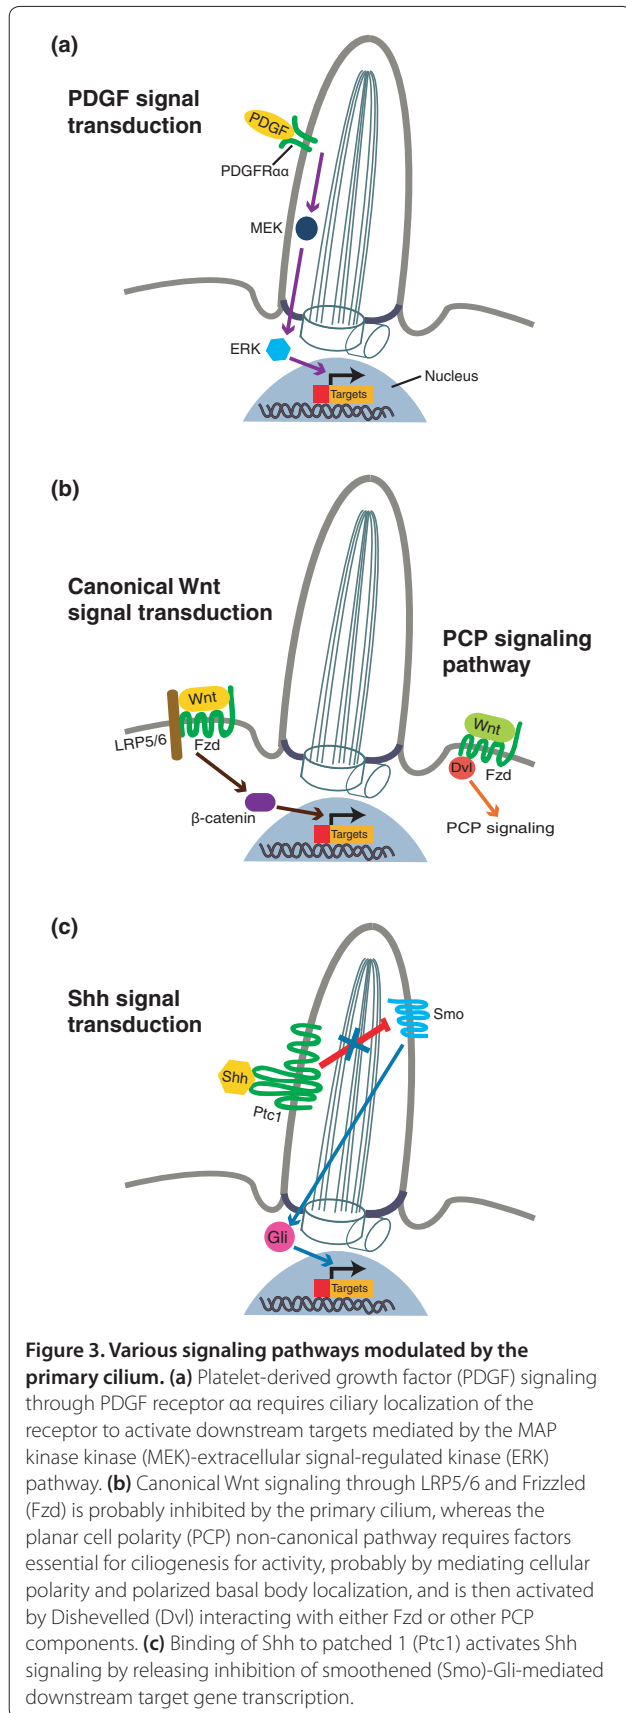 (a)
PDGF signal
transduction
PDGF
PDGFRαα
MEK
ERK
Nucleus
Targets
(b)
Canonical Wnt
signal transduction
PCP signaling
pathway
Wnt
LRP5/6
Fzd
Wnt
Dvl
Fzd
β-catenin
PCP signaling
Targets
(c)
Shh signal
transduction
Smo
Shh
Ptc1
Gli
Targets
Figure 3. Various signaling pathways modulated by the
primary cilium. (a) Platelet-derived growth factor (PDGF) signaling
through PDGF receptor αα requires ciliary localization of the
receptor to activate downstream targets mediated by the MAP
kinase kinase (MEK)-extracellular signal-regulated kinase (ERK)
pathway. (b) Canonical Wnt signaling through LRP5/6 and Frizzled
(Fzd) is probably inhibited by the primary cilium, whereas the
planar cell polarity (PCP) non-canonical pathway requires factors
essential for ciliogenesis for activity, probably by mediating cellular
polarity and polarized basal body localization, and is then activated
by Dishevelled (Dvl) interacting with either Fzd or other PCP
components. (c) Binding of Shh to patched 1 (Ptc1) activates Shh
signaling by releasing inhibition of smoothened (Smo)-Gli-mediated
downstream target gene transcription.